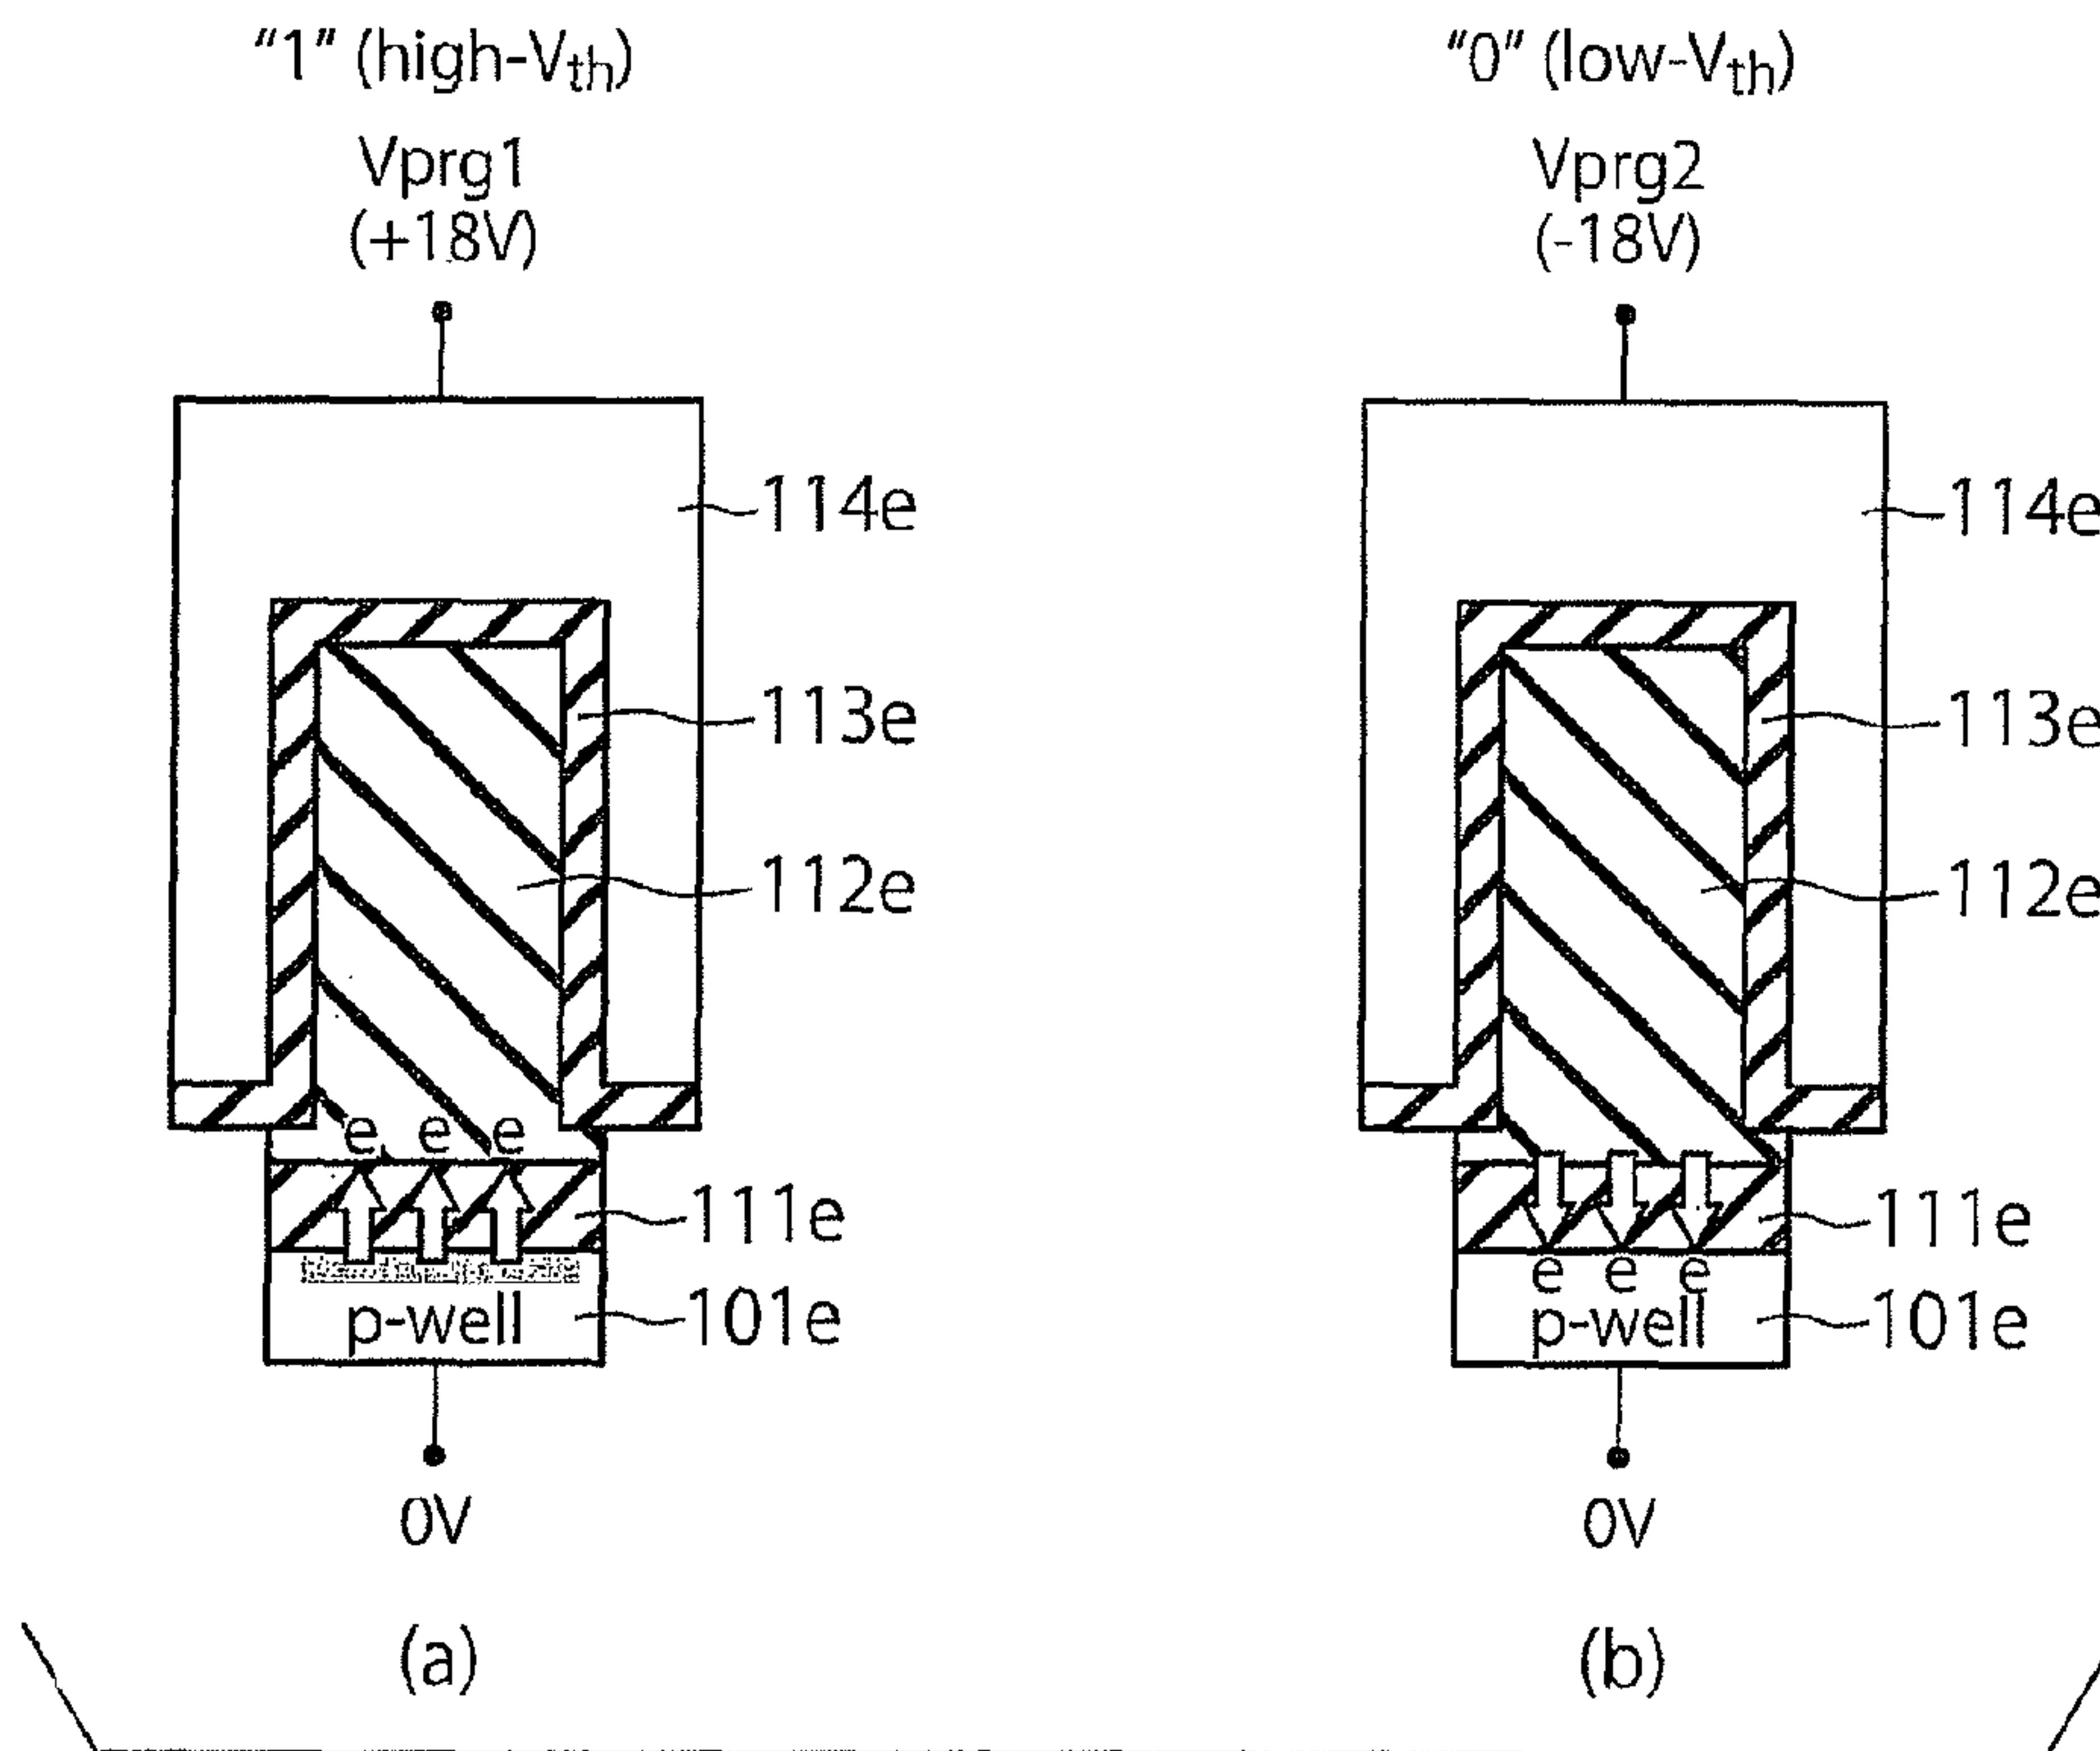 “1” (high-Vth)
Vprg1
(+18V)
114e
113e
112e
e e e
111e
p-well
101e
0V
(a)
“0” (low-Vth)
Vprg2
(-18V)
114e
113e
112e
111e
e e e
p-well
101e
0V
(b)